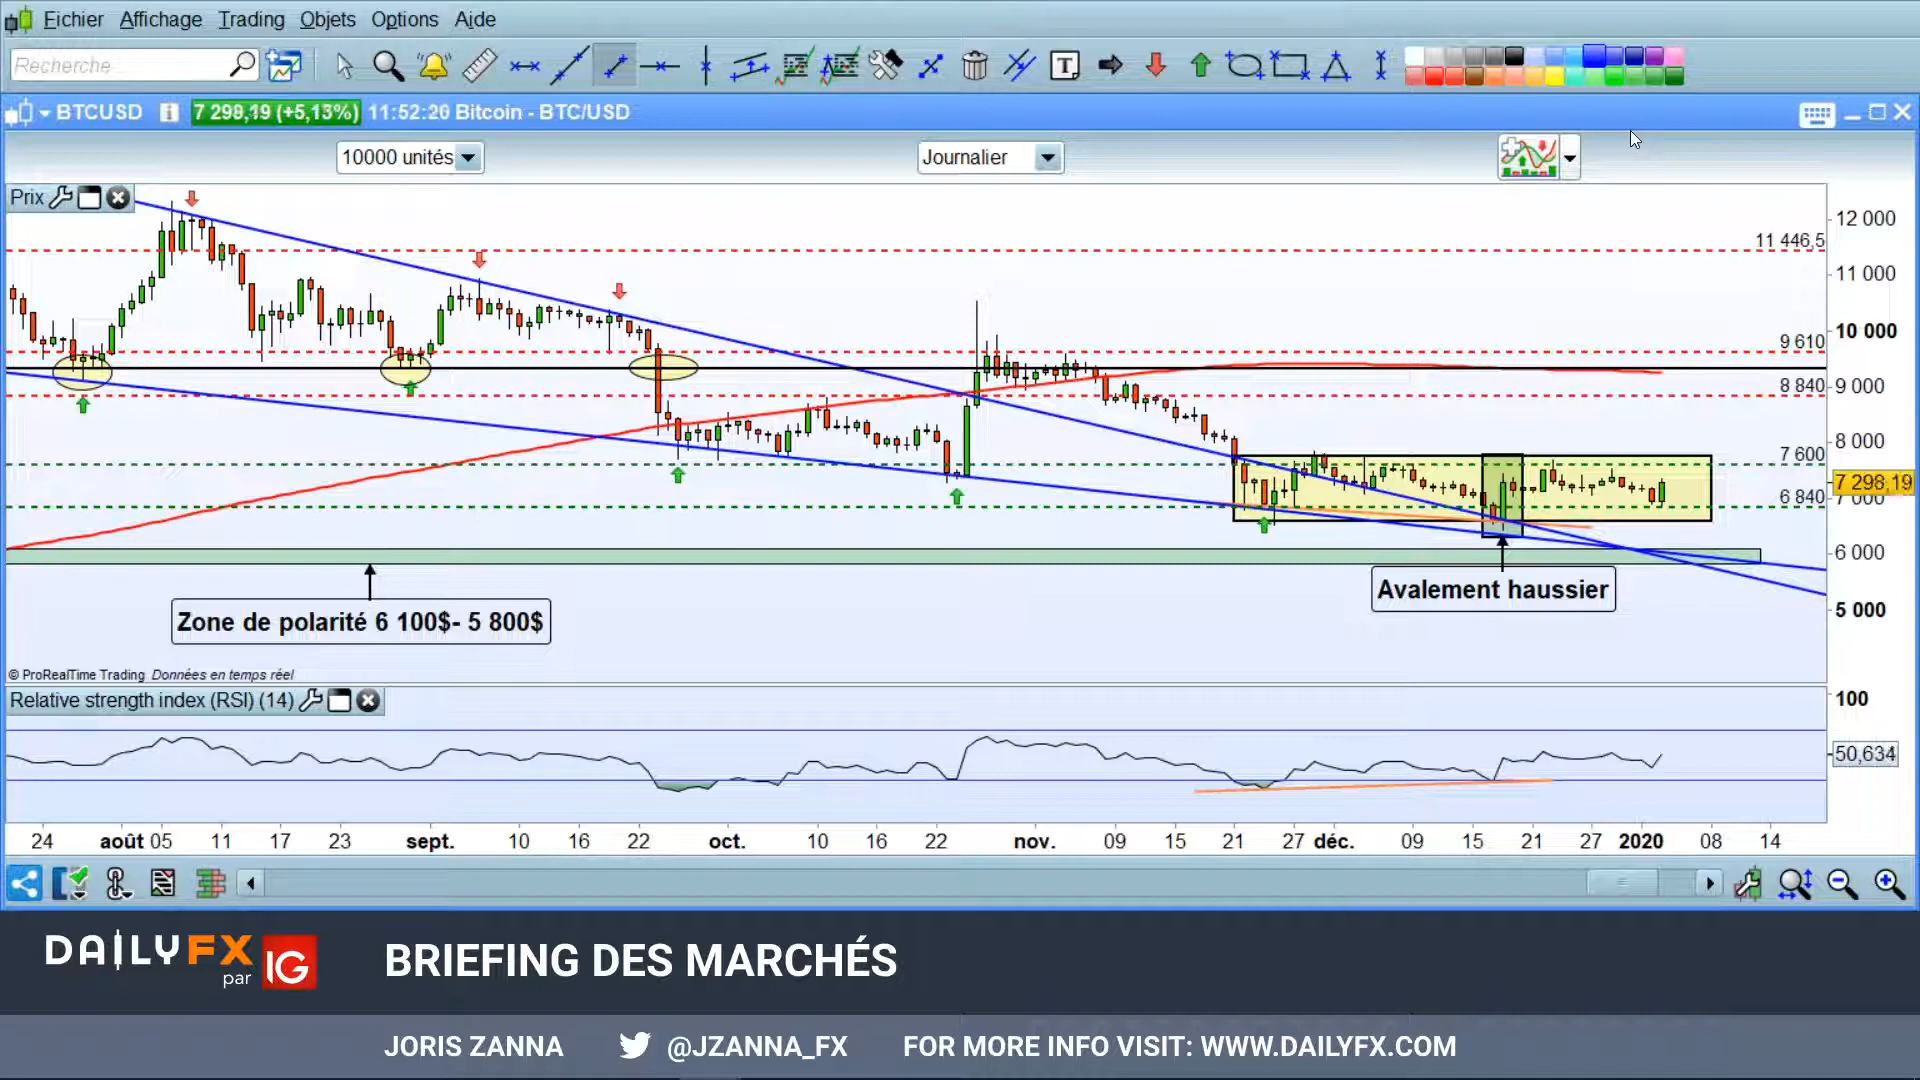 Fichier Affichage Trading Objets Options Aide
Recherche
T
BTCUSD 7 298,19 (+5,13%) 11:52:20 Bitcoin - BTC/USD
10000 unités Journalier
Prix
12 000
11 446,5
11 000
10 000
9 610
9 000
8 840
8 000
7 600
7 298,19
7 000
6 840
6 000
5 000
Avalement haussier
Zone de polarité 6 100$- 5 800$
© ProRealTime Trading Données en temps réel
Relative strength index (RSI) (14)
100
50,634
24 août 05 11 17 23 sept. 10 16 22 oct. 10 16 22 nov. 09 15 21 27 déc. 09 15 21 27 2020 08 14
DAILYFX
par IG
BRIEFING DES MARCHÉS
JORIS ZANNA @JZANNA_FX FOR MORE INFO VISIT: WWW.DAILYFX.COM